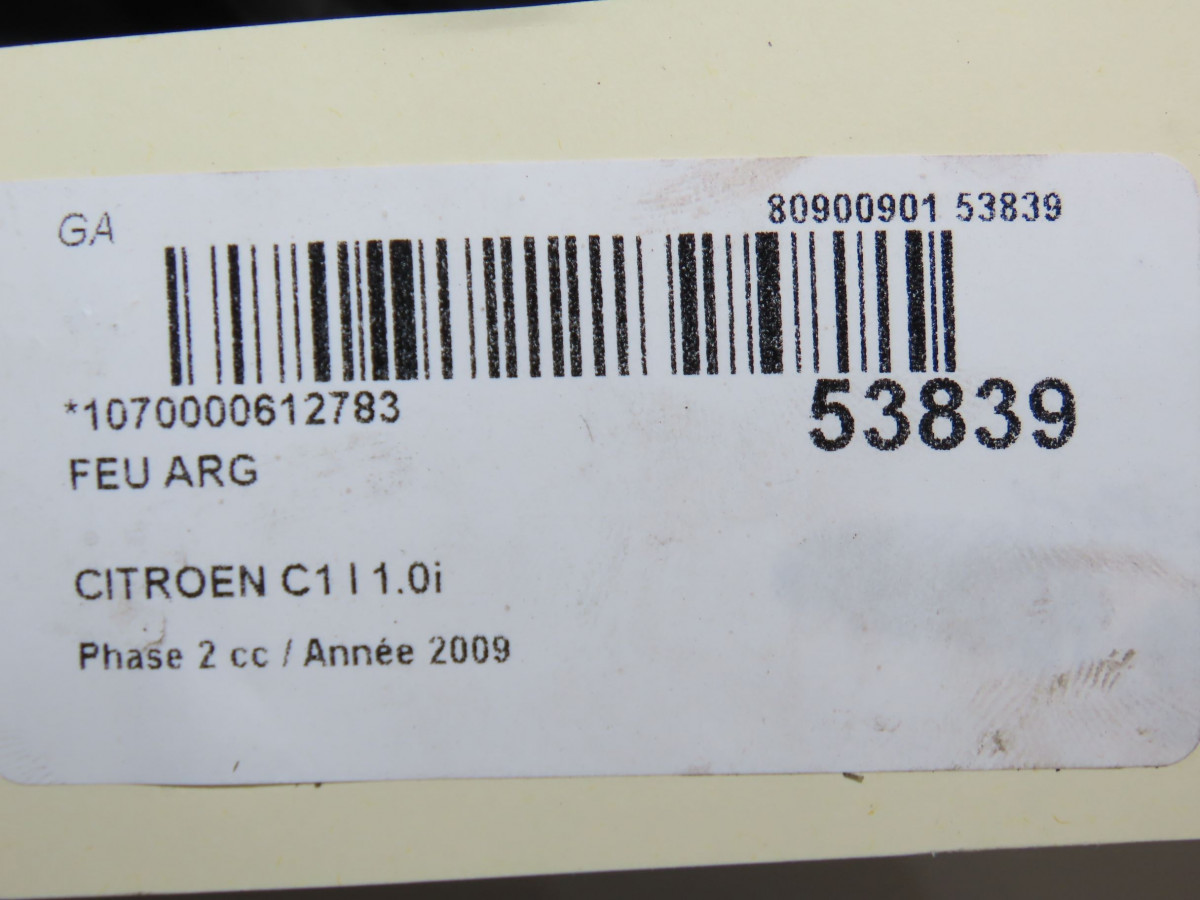 GA
80900901 53839
*1070000612783
53839
FEU ARG
CITROEN C1 I 1.0i
Phase 2 cc / Année 2009